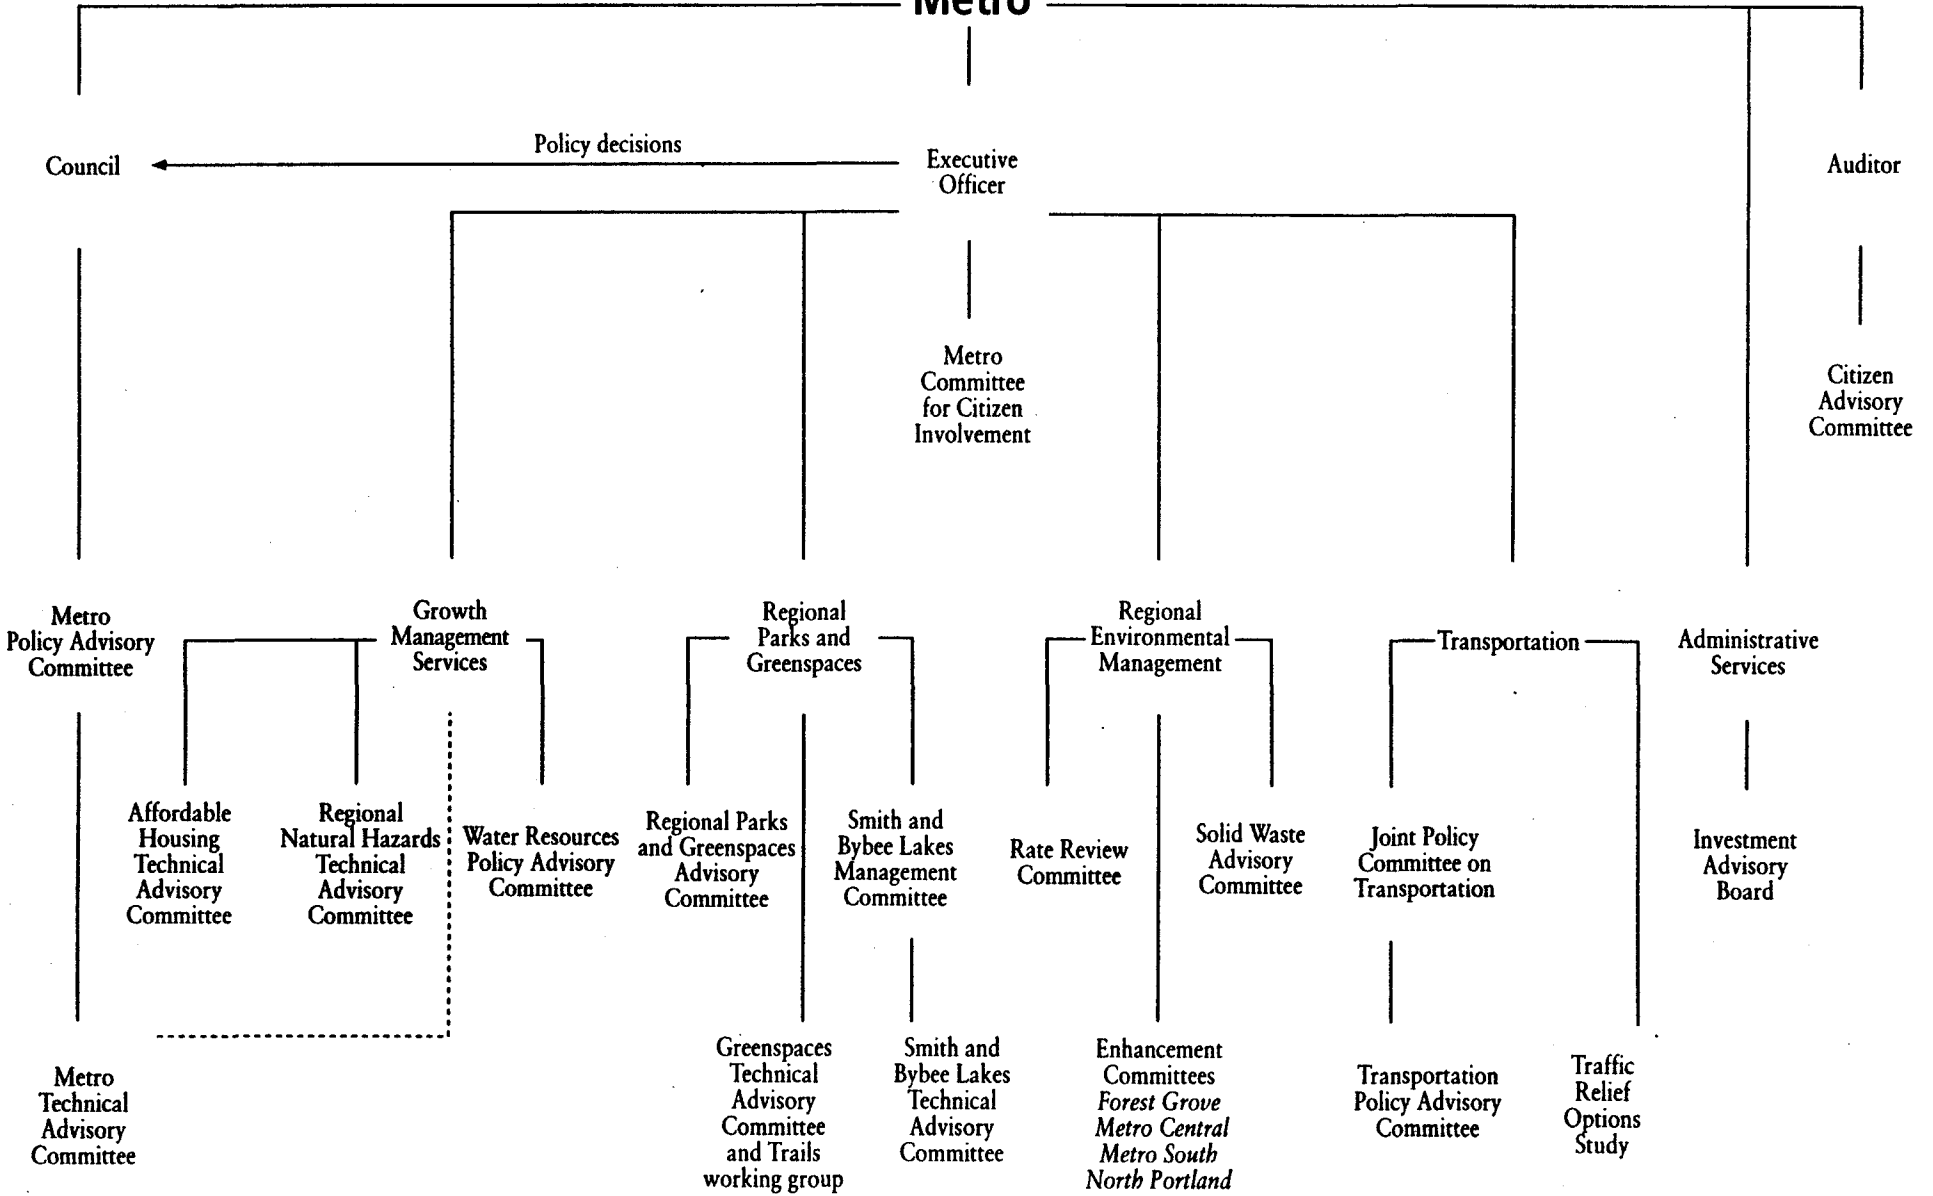 Metro
Policy decisions
Council
Executive
Officer
Auditor
Metro
Committee
for Citizen
Involvement
Citizen
Advisory
Committee
Metro
Policy Advisory
Committee
Growth
Management
Services
Regional
Parks and
Greenspaces
Regional
Environmental
Management
Transportation
Administrative
Services
Affordable
Housing
Technical
Advisory
Committee
Regional
Natural Hazards
Technical
Advisory
Committee
Water Resources
Policy Advisory
Committee
Regional Parks
and Greenspaces
Advisory
Committee
Smith and
Bybee Lakes
Management
Committee
Rate Review
Committee
Solid Waste
Advisory
Committee
Joint Policy
Committee on
Transportation
Investment
Advisory
Board
Metro
Technical
Advisory
Committee
Greenspaces
Technical
Advisory
Committee
and Trails
working group
Smith and
Bybee Lakes
Technical
Advisory
Committee
Enhancement
Committees
Forest Grove
Metro Central
Metro South
North Portland
Transportation
Policy Advisory
Committee
Traffic
Relief
Options
Study